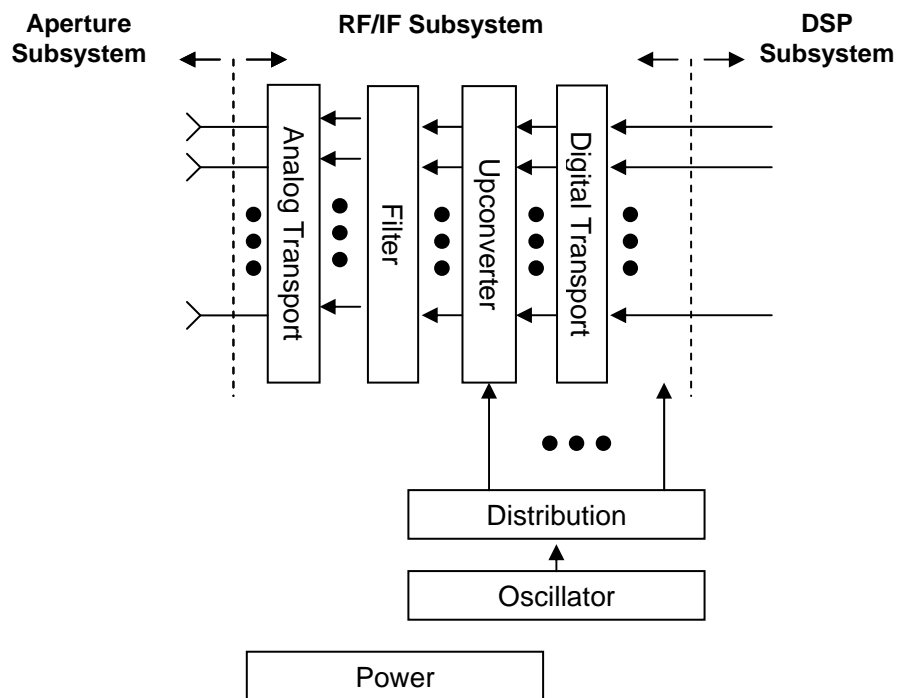 Aperture
Subsystem
RF/IF Subsystem
DSP
Subsystem
Analog Transport
Filter
Upconverter
Digital Transport
Distribution
Oscillator
Power